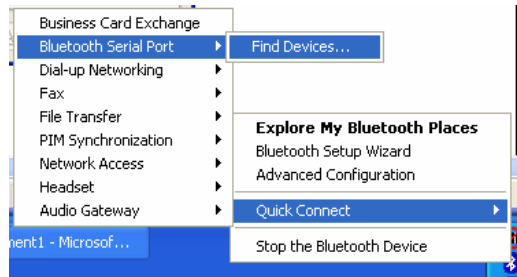 Business Card Exchange
Bluetooth Serial Port
Dial-up Networking
Fax
File Transfer
PIM Synchronization
Network Access
Headset
Audio Gateway
Find Devices...
Explore My Bluetooth Places
Bluetooth Setup Wizard
Advanced Configuration
Quick Connect
Stop the Bluetooth Device
ment1 - Microsof...